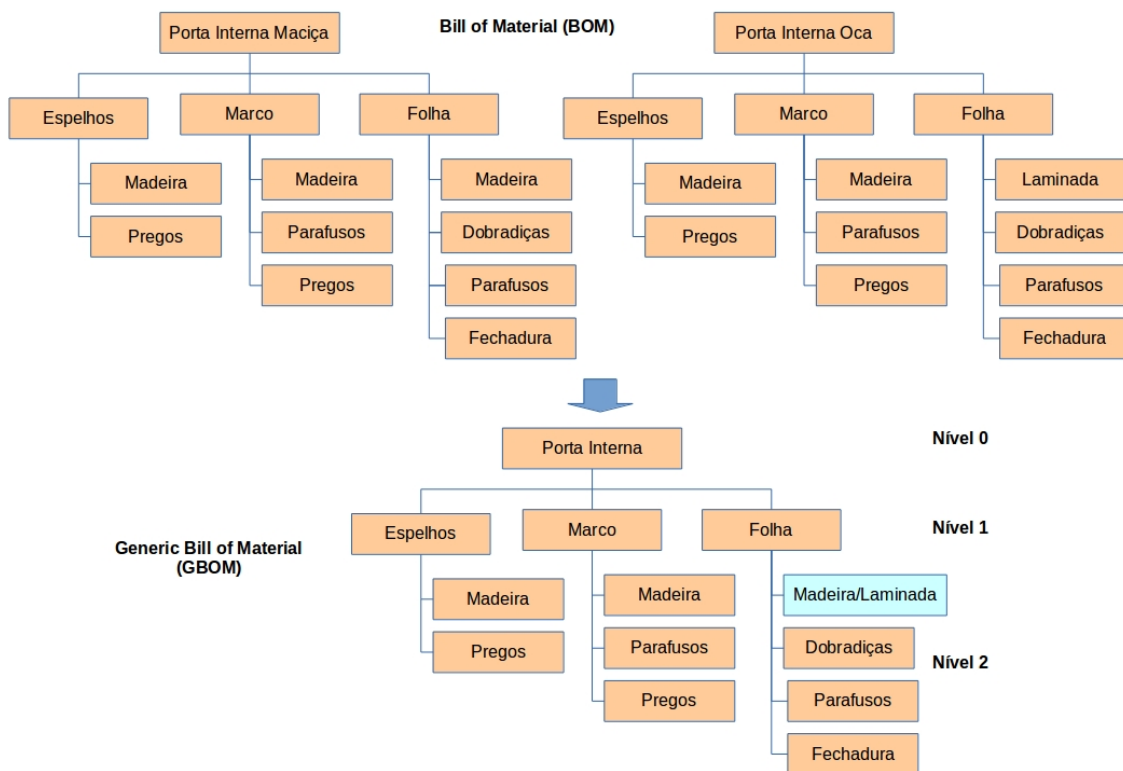 Bill of Material (BOM)
Porta Interna Maciça
Espelhos
Madeira
Pregos
Marco
Madeira
Parafusos
Pregos
Folha
Madeira
Dobradiças
Parafusos
Fechadura
Porta Interna Oca
Espelhos
Madeira
Pregos
Marco
Madeira
Parafusos
Pregos
Folha
Laminada
Dobradiças
Parafusos
Fechadura
Generic Bill of Material
(GBOM)
Porta Interna
Espelhos
Madeira
Pregos
Marco
Madeira
Parafusos
Pregos
Folha
Madeira/Laminada
Dobradiças
Parafusos
Fechadura
Nível 0
Nível 1
Nível 2